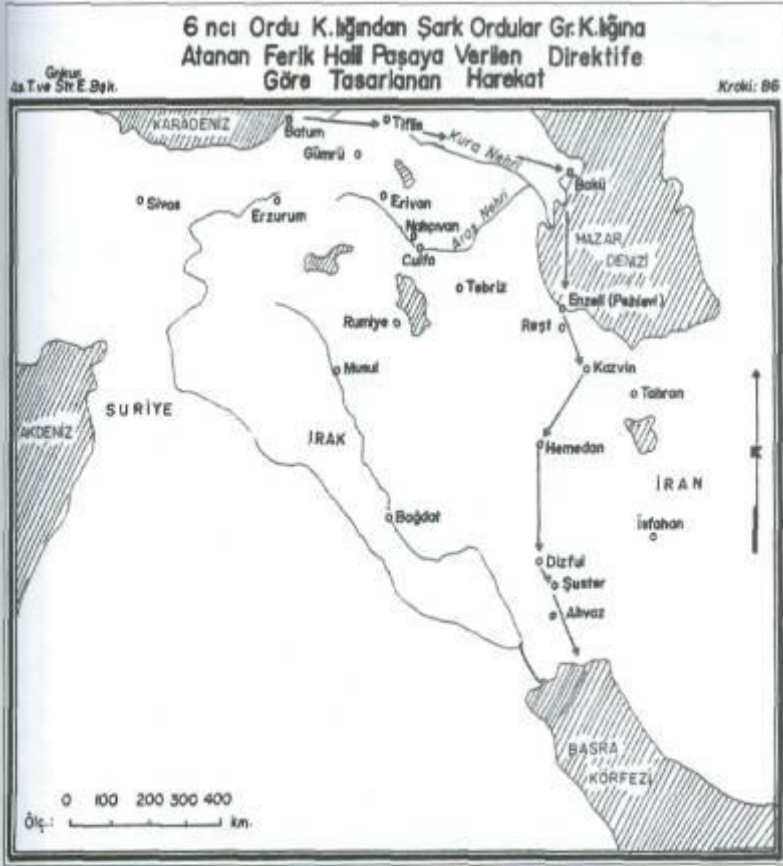 6 ncı Ordu K.lığından Şark Ordular Gr. K.lığına
Atanan Ferik Halil Paşaya Verilen Direktife
Göre Tasarlanan Harekat
Gnkur.
As.T.ve Str E. Bşk.
Kroki: 86
KARADENİZ
Batum
Tiflis
Gümrü
Kura Nehri
Bakü
Sivas
Erzurum
Erivan
Nahçıvan
Aras Nehri
Culfa
HAZAR
DENİZİ
Tebriz
Enzeli (Pehlevi)
Rumiye
Reşt
Musul
Kazvin
Tahran
SURİYE
AKDENİZ
IRAK
Hemedan
İRAN
Bağdat
İsfahan
Dizful
Şuster
Ahvaz
BASRA
KÖRFEZİ
0 100 200 300 400
Ölç.: km.